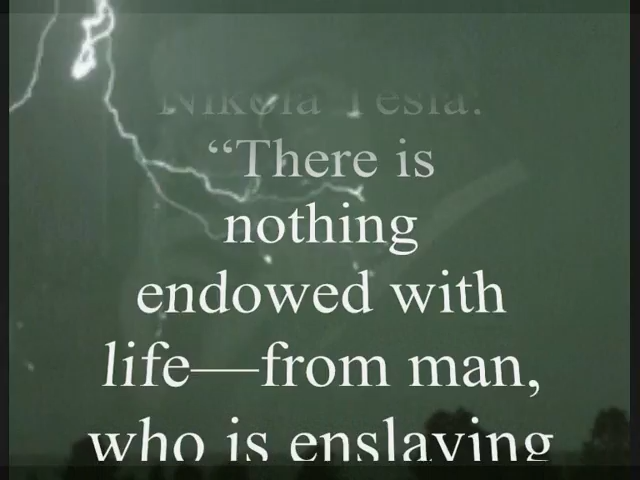 Nikola Tesla:
“There is
nothing
endowed with
life—from man,
who is enslaving